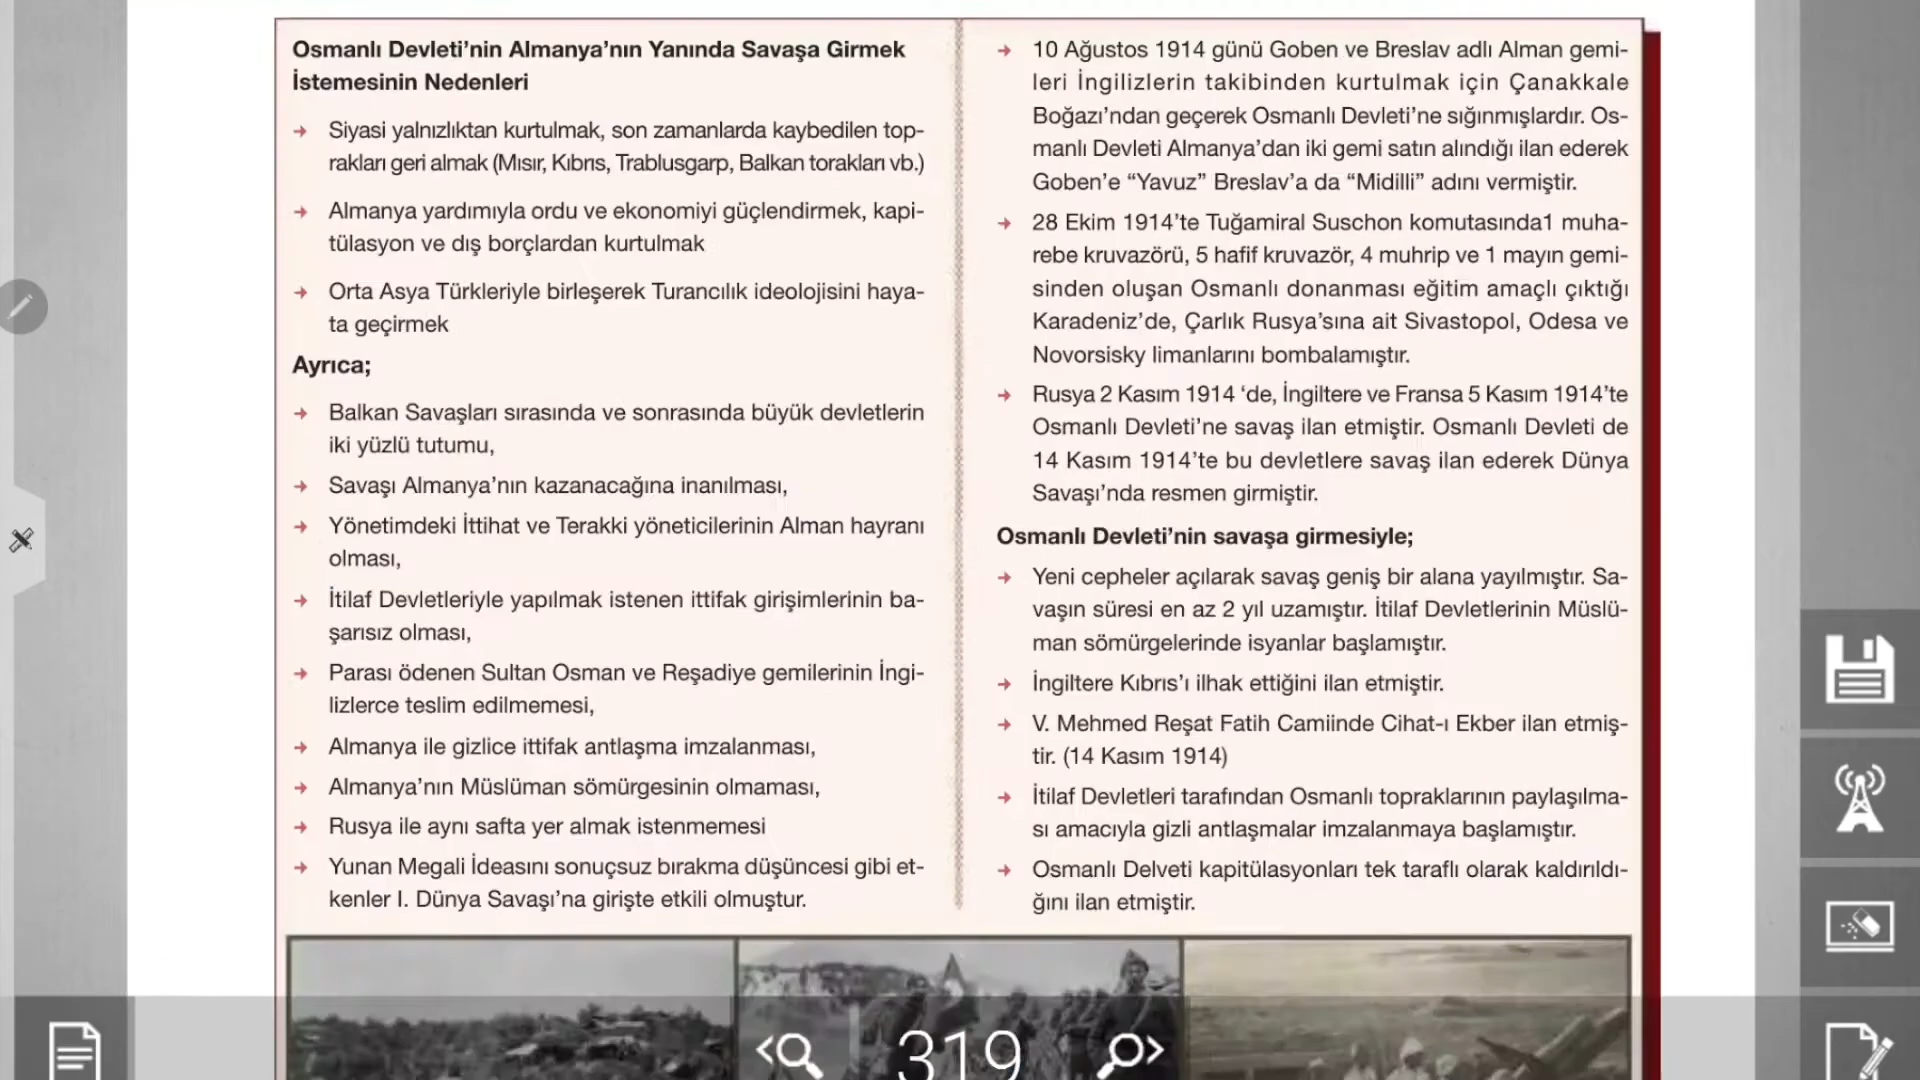 Osmanlı Devleti’nin Almanya’nın Yanında Savaşa Girmek
İstemesinin Nedenleri
Siyasi yalnızlıktan kurtulmak, son zamanlarda kaybedilen top-
rakları geri almak (Mısır, Kıbrıs, Trablusgarp, Balkan torakları vb.)
Almanya yardımıyla ordu ve ekonomiyi güçlendirmek, kapi-
tülasyon ve dış borçlardan kurtulmak
Orta Asya Türkleriyle birleşerek Turancılık ideolojisini haya-
ta geçirmek
Ayrıca;
Balkan Savaşları sırasında ve sonrasında büyük devletlerin
iki yüzlü tutumu,
Savaşı Almanya’nın kazanacağına inanılması,
Yönetimdeki İttihat ve Terakki yöneticilerinin Alman hayranı
olması,
İtilaf Devletleriyle yapılmak istenen ittifak girişimlerinin ba-
şarısız olması,
Parası ödenen Sultan Osman ve Reşadiye gemilerinin İngi-
lizlerce teslim edilmemesi,
Almanya ile gizlice ittifak antlaşma imzalanması,
Almanya’nın Müslüman sömürgesinin olmaması,
Rusya ile aynı safta yer almak istenmemesi
Yunan Megali İdeasını sonuçsuz bırakma düşüncesi gibi et-
kenler I. Dünya Savaşı’na girişte etkili olmuştur.
10 Ağustos 1914 günü Goben ve Breslav adlı Alman gemi-
leri İngilizlerin takibinden kurtulmak için Çanakkale
Boğazı’ndan geçerek Osmanlı Devleti’ne sığınmışlardır. Os-
manlı Devleti Almanya’dan iki gemi satın alındığı ilan ederek
Goben’e “Yavuz” Breslav’a da “Midilli” adını vermiştir.
28 Ekim 1914’te Tuğamiral Suschon komutasında1 muha-
rebe kruvazörü, 5 hafif kruvazör, 4 muhrip ve 1 mayın gemi-
sinden oluşan Osmanlı donanması eğitim amaçlı çıktığı
Karadeniz’de, Çarlık Rusya’sına ait Sivastopol, Odesa ve
Novorsisky limanlarını bombalamıştır.
Rusya 2 Kasım 1914 ‘de, İngiltere ve Fransa 5 Kasım 1914’te
Osmanlı Devleti’ne savaş ilan etmiştir. Osmanlı Devleti de
14 Kasım 1914’te bu devletlere savaş ilan ederek Dünya
Savaşı’nda resmen girmiştir.
Osmanlı Devleti’nin savaşa girmesiyle;
Yeni cepheler açılarak savaş geniş bir alana yayılmıştır. Sa-
vaşın süresi en az 2 yıl uzamıştır. İtilaf Devletlerinin Müslü-
man sömürgelerinde isyanlar başlamıştır.
İngiltere Kıbrıs’ı ilhak ettiğini ilan etmiştir.
V. Mehmed Reşat Fatih Camiinde Cihat-ı Ekber ilan etmiş-
tir. (14 Kasım 1914)
İtilaf Devletleri tarafından Osmanlı topraklarının paylaşılma-
sı amacıyla gizli antlaşmalar imzalanmaya başlamıştır.
Osmanlı Delveti kapitülasyonları tek taraflı olarak kaldırıldı-
ğını ilan etmiştir.
319